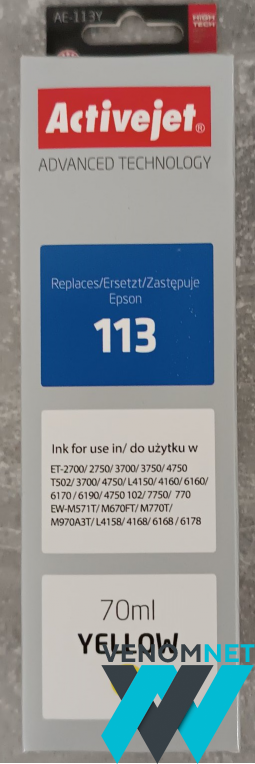 AE-113Y
HIGH
TECH
Activejet®
ADVANCED TECHNOLOGY
Replaces/Ersetzt/Zastępuje
Epson
113
Ink for use in/ do użytku w
ET-2700/ 2750/ 3700/ 3750/ 4750
T502/ 3700/ 4750/ L4150/ 4160/ 6160/
6170 / 6190/ 4750 102/ 7750/ 770
EW-M571T/ M670FT/ M770T/
M970A3T/ L4158/ 4168/ 6168 / 6178
70ml
YELLOW
VENOMNET